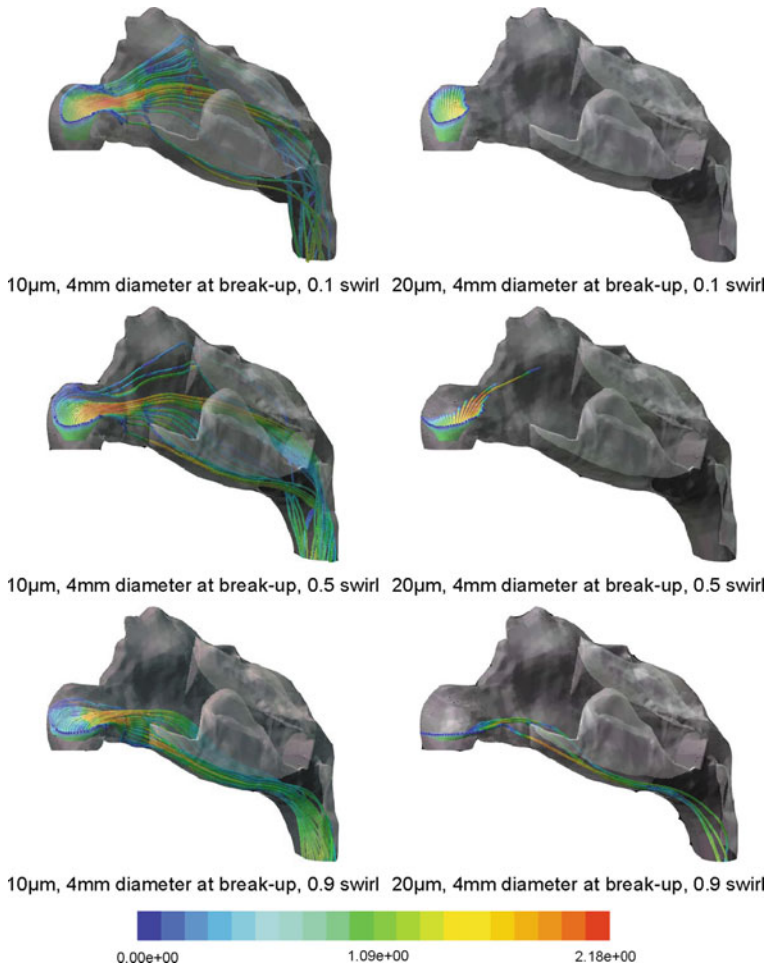 10µm, 4mm diameter at break-up, 0.1 swirl
20µm, 4mm diameter at break-up, 0.1 swirl
10µm, 4mm diameter at break-up, 0.5 swirl
20µm, 4mm diameter at break-up, 0.5 swirl
10µm, 4mm diameter at break-up, 0.9 swirl
20µm, 4mm diameter at break-up, 0.9 swirl
0.00e+00
1.09e+00
2.18e+00